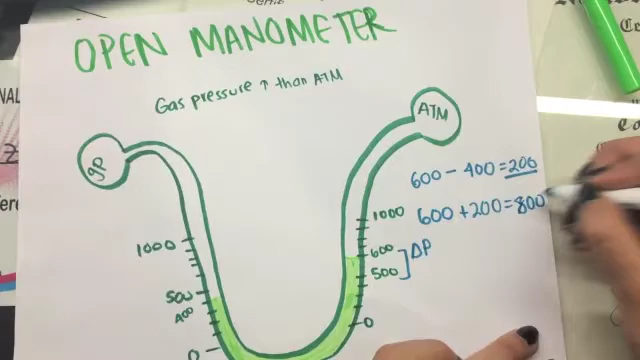 OPEN MANOMETER
Gas pressure ↑ than ATM
gp
ATM
600 - 400 = 200
600 + 200 = 800
1000
600
500
ΔP
0
1000
500
400
0
NAL